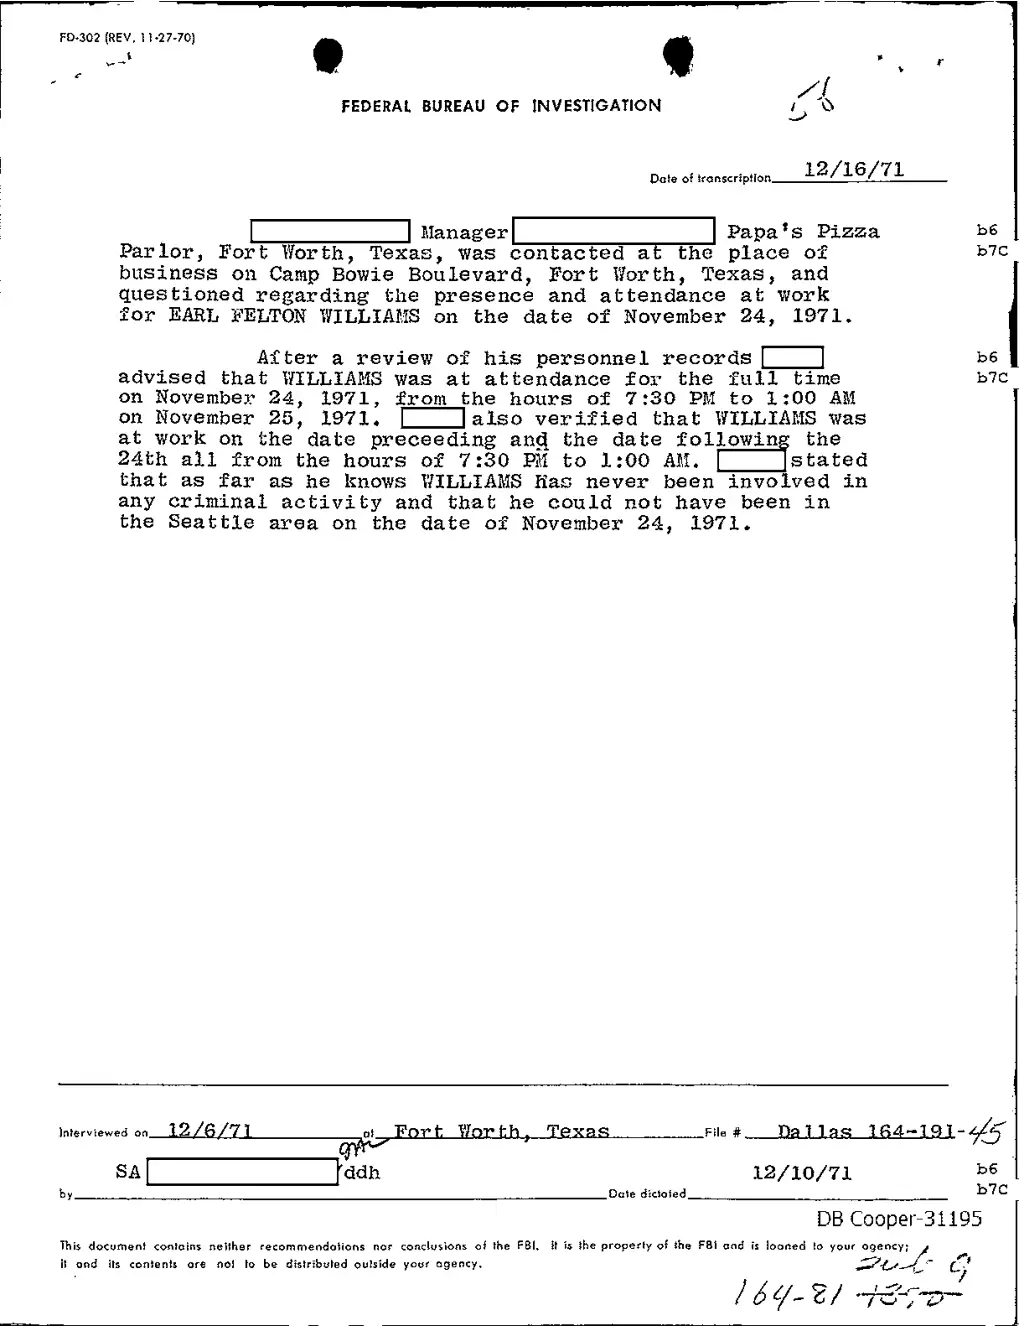 FD-302 (REV. 11-27-70)
FEDERAL BUREAU OF INVESTIGATION
Date of transcription 12/16/71
Manager Papa's Pizza b6
Parlor, Fort Worth, Texas, was contacted at the place of b7C
business on Camp Bowie Boulevard, Fort Worth, Texas, and
questioned regarding the presence and attendance at work
for EARL FELTON WILLIAMS on the date of November 24, 1971.
After a review of his personnel records b6
advised that WILLIAMS was at attendance for the full time b7C
on November 24, 1971, from the hours of 7:30 PM to 1:00 AM
on November 25, 1971. also verified that WILLIAMS was
at work on the date preceeding and the date following the
24th all from the hours of 7:30 PM to 1:00 AM. stated
that as far as he knows WILLIAMS has never been involved in
any criminal activity and that he could not have been in
the Seattle area on the date of November 24, 1971.
Interviewed on 12/6/71 at Fort Worth, Texas File # Dallas 164-191-45
SA /ddh 12/10/71 b6
by Date dictated b7C
DB Cooper-31195
This document contains neither recommendations nor conclusions of the FBI. It is the property of the FBI and is loaned to your agency;
it and its contents are not to be distributed outside your agency.
Sub G
164-81